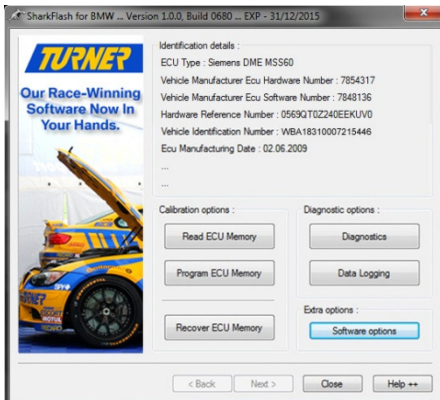 SharkFlash for BMW ... Version 1.0.0, Build 0680 ... EXP - 31/12/2015
TURNER
Our Race-Winning
Software Now In
Your Hands.
Identification details :
ECU Type : Siemens DME MSS60
Vehicle Manufacturer Ecu Hardware Number : 7854317
Vehicle Manufacturer Ecu Software Number : 7848136
Hardware Reference Number : 0569QT0Z240EEKUV0
Vehicle Identification Number : WBA18310007215446
Ecu Manufacturing Date : 02.06.2009
...
...
Calibration options :
Read ECU Memory
Program ECU Memory
Recover ECU Memory
Diagnostic options :
Diagnostics
Data Logging
Extra options :
Software options
TURNER
MOTUL
< Back
Next >
Close
Help ++